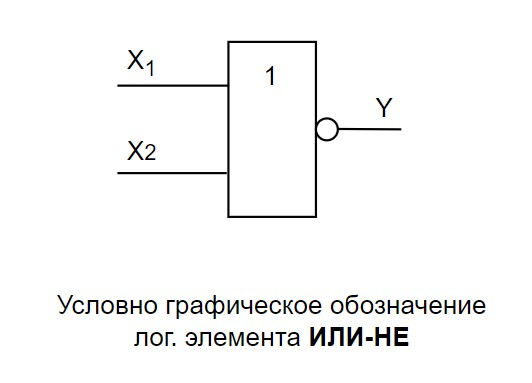 X1
1
Y
X2
Условно графическое обозначение
лог. элемента ИЛИ-НЕ